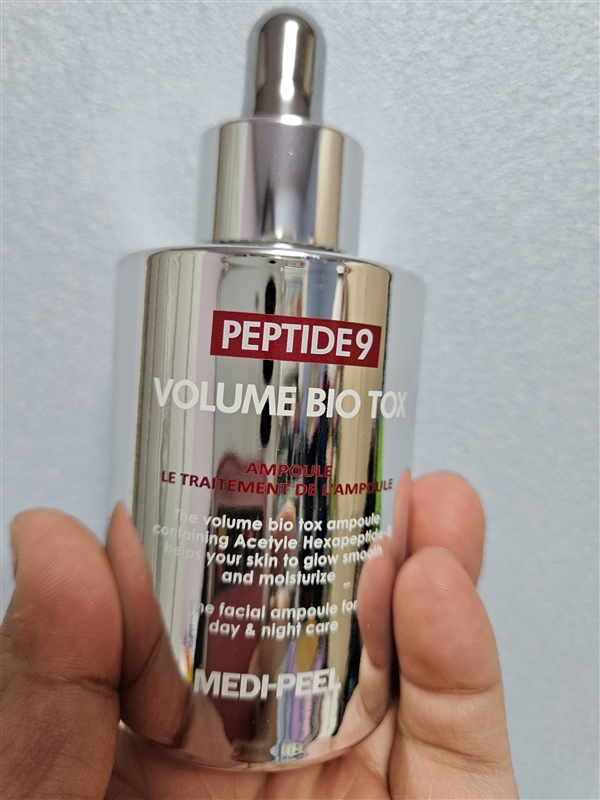 PEPTIDE9
VOLUME BIO TOX
AMPOULE
LE TRAITEMENT DE L'AMPOULE
The volume bio tox ampoule
containing Acetyle Hexapeptide-8
helps your skin to glow smooth
and moisturize
The facial ampoule for
day & night care
MEDI-PEEL